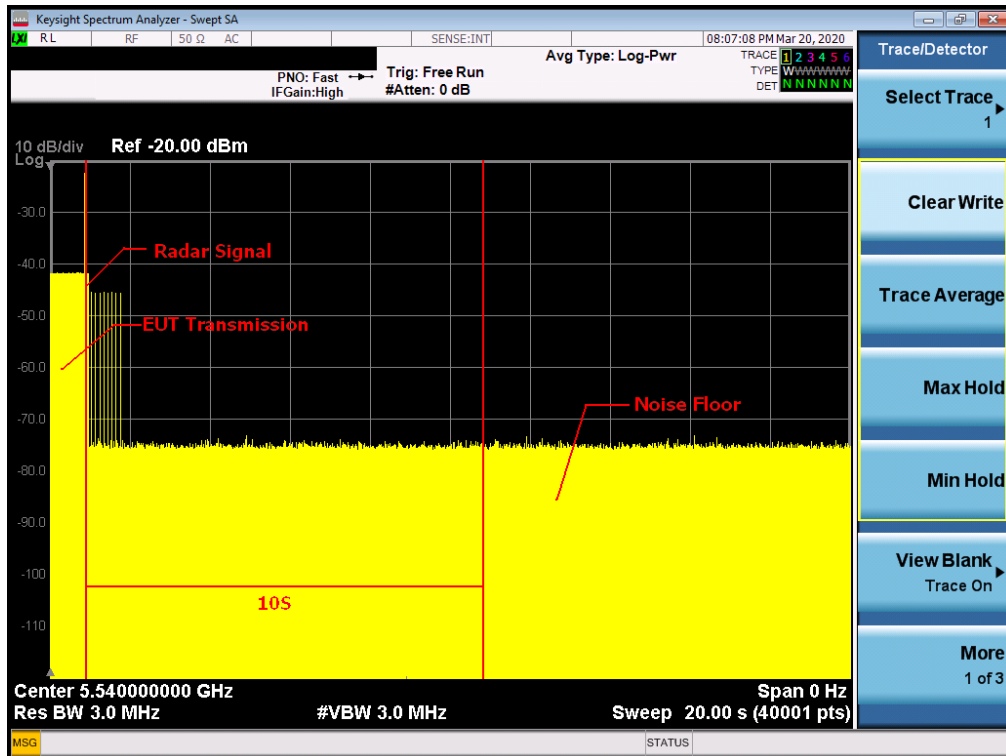 Keysight Spectrum Analyzer - Swept SA
LXI RL RF 50 Ω AC SENSE:INT 08:07:08 PM Mar 20, 2020
PNO: Fast
IFGain:High
Trig: Free Run
#Atten: 0 dB
Avg Type: Log-Pwr
TRACE 1 2 3 4 5 6
TYPE WWWWWW
DET N N N N N N
10 dB/div
Log
Ref -20.00 dBm
-30.0
-40.0
-50.0
-60.0
-70.0
-80.0
-90.0
-100
-110
Radar Signal
EUT Transmission
Noise Floor
10S
Center 5.540000000 GHz
Span 0 Hz
Res BW 3.0 MHz
#VBW 3.0 MHz
Sweep 20.00 s (40001 pts)
MSG
STATUS
Trace/Detector
Select Trace
1
Clear Write
Trace Average
Max Hold
Min Hold
View Blank
Trace On
More
1 of 3